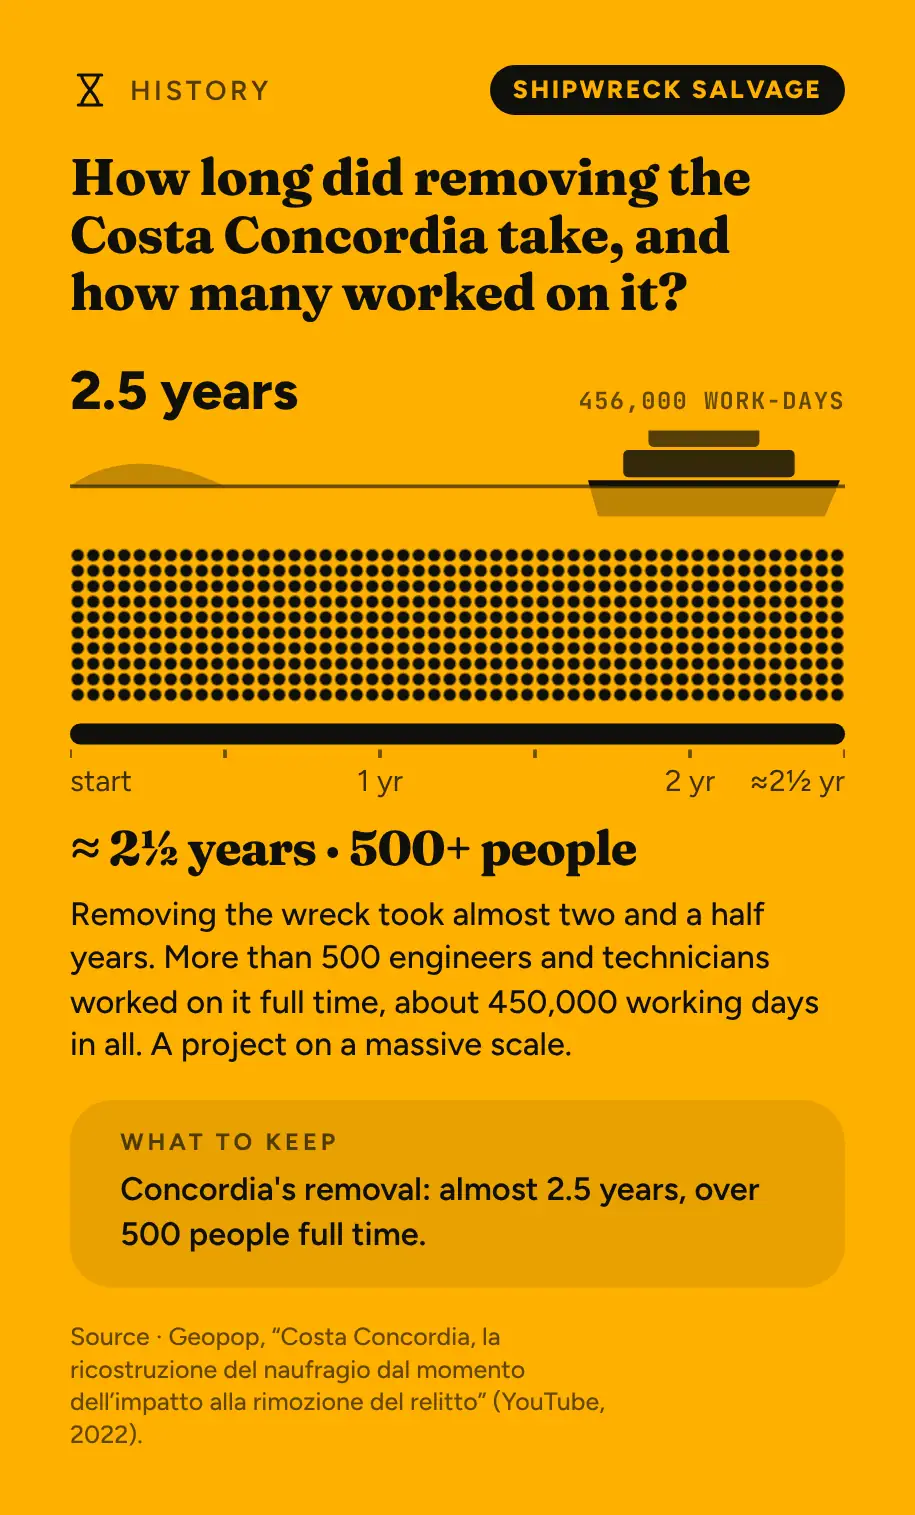 HISTORY
SHIPWRECK SALVAGE
How long did removing the
Costa Concordia take, and
how many worked on it?
2.5 years
456,000 WORK-DAYS
start
1 yr
2 yr
≈2½ yr
≈ 2½ years · 500+ people
Removing the wreck took almost two and a half
years. More than 500 engineers and technicians
worked on it full time, about 450,000 working days
in all. A project on a massive scale.
WHAT TO KEEP
Concordia's removal: almost 2.5 years, over
500 people full time.
Source · Geopop, “Costa Concordia, la
ricostruzione del naufragio dal momento
dell’impatto alla rimozione del relitto” (YouTube,
2022).